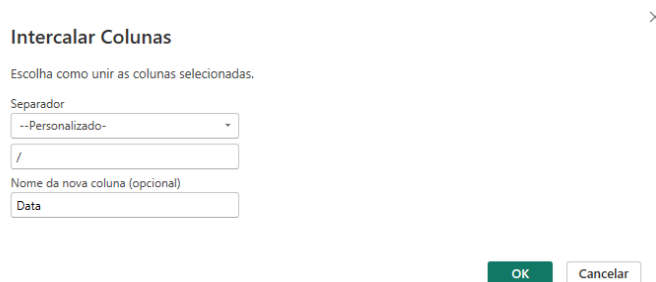 Intercalar Colunas
Escolha como unir as colunas selecionadas.
Separador
--Personalizado-
/
Nome da nova coluna (opcional)
Data
OK Cancelar